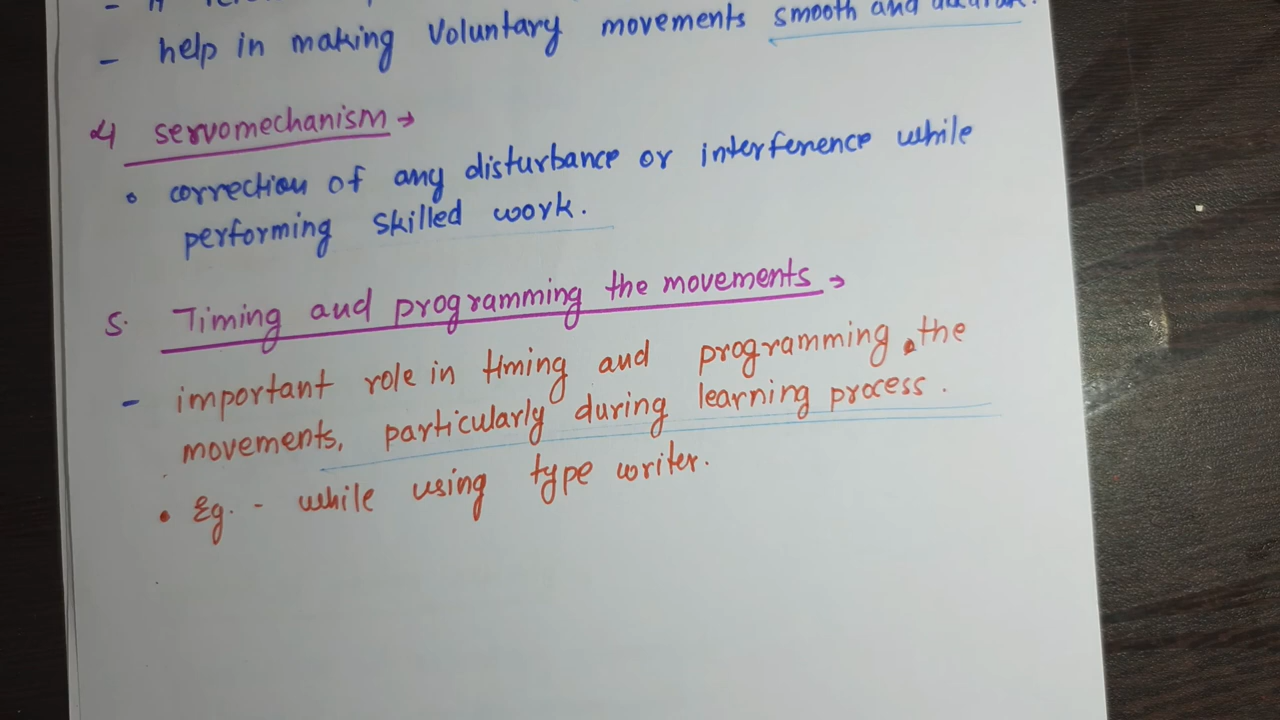 - help in making Voluntary movements smooth and
4) servomechanism →
• correction of any disturbance or interference while
performing skilled work.
5. Timing and programming the movements →
- important role in timing and programming the
movements, particularly during learning process.
• Eg. - while using type writer.